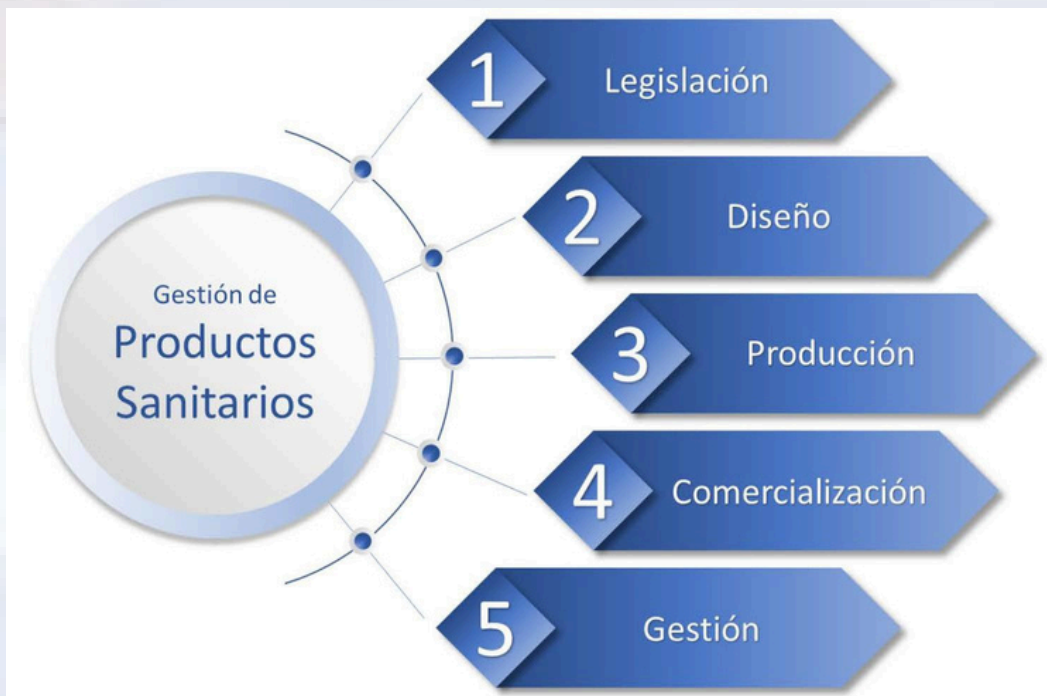 Gestión de
Productos
Sanitarios
1 Legislación
2 Diseño
3 Producción
4 Comercialización
5 Gestión